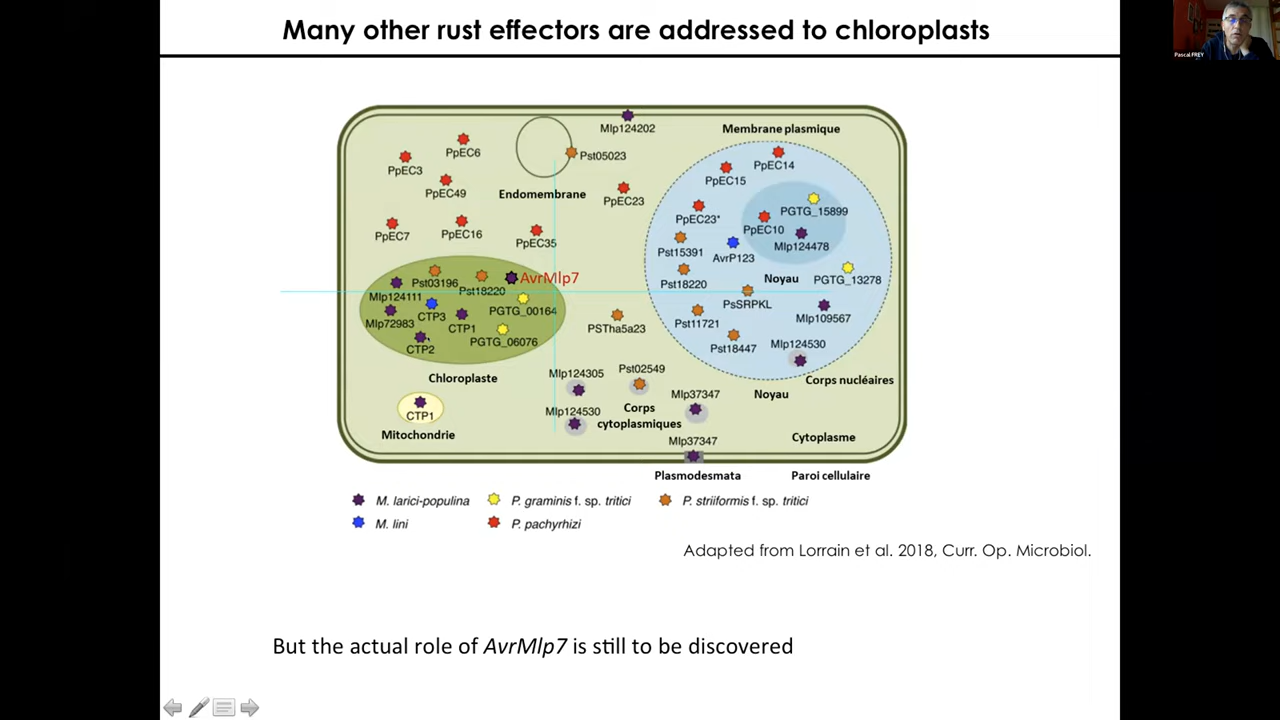 Many other rust effectors are addressed to chloroplasts
Pascal FREY
Mlp124202
Membrane plasmique
PpEC6
PpEC3
Pst05023
PpEC14
PpEC15
PpEC49
Endomembrane
PpEC23
PGTG_15899
PpEC23*
PpEC10
PpEC7
PpEC16
PpEC35
Mlp124478
Pst15391
AvrP123
AvrMlp7
Noyau
PGTG_13278
Pst03196
Pst18220
Pst18220
Mlp124111
PsSRPKL
CTP3
PGTG_00164
Mlp109567
Mlp72983
CTP1
PSTha5a23
Pst11721
PGTG_06076
CTP2
Pst18447
Mlp124530
Mlp124305
Pst02549
Chloroplaste
Corps nucléaires
Mlp37347
Noyau
CTP1
Mlp124530
Corps
cytoplasmiques
Mitochondrie
Mlp37347
Cytoplasme
Plasmodesmata
Paroi cellulaire
M. larici-populina
P. graminis f. sp. tritici
P. striiformis f. sp. tritici
M. lini
P. pachyrhizi
Adapted from Lorrain et al. 2018, Curr. Op. Microbiol.
But the actual role of AvrMlp7 is still to be discovered